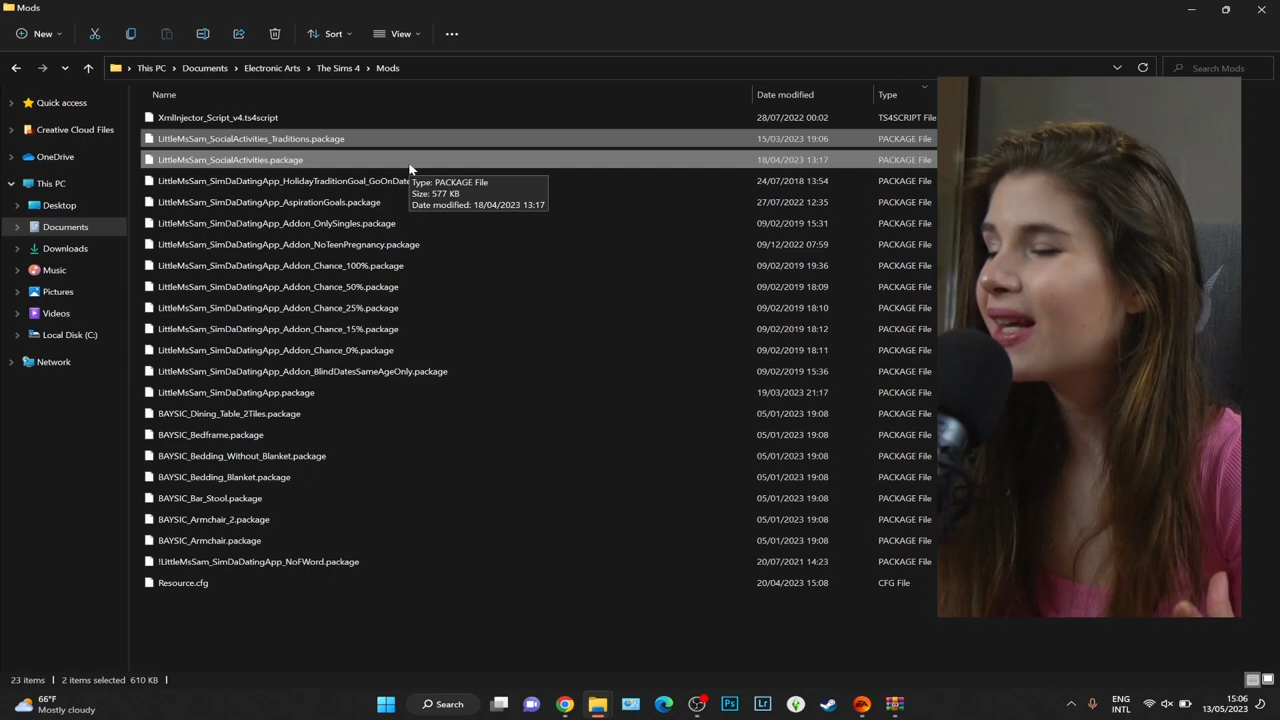 Mods
New
Sort
View
This PC
Documents
Electronic Arts
The Sims 4
Mods
Search Mods
Quick access
Creative Cloud Files
OneDrive
This PC
Desktop
Documents
Downloads
Music
Pictures
Videos
Local Disk (C:)
Network
Name Date modified Type
XmlInjector_Script_v4.ts4script 28/07/2022 00:02 TS4SCRIPT File
LittleMsSam_SocialActivities_Traditions.package 15/03/2023 19:06 PACKAGE File
LittleMsSam_SocialActivities.package 18/04/2023 13:17 PACKAGE File
LittleMsSam_SimDaDatingApp_HolidayTraditionGoal_GoOnDate 24/07/2018 13:54 PACKAGE File
LittleMsSam_SimDaDatingApp_AspirationGoals.package 27/07/2022 12:35 PACKAGE File
LittleMsSam_SimDaDatingApp_Addon_OnlySingles.package 09/02/2019 15:31 PACKAGE File
LittleMsSam_SimDaDatingApp_Addon_NoTeenPregnancy.package 09/12/2022 07:59 PACKAGE File
LittleMsSam_SimDaDatingApp_Addon_Chance_100%.package 09/02/2019 19:36 PACKAGE File
LittleMsSam_SimDaDatingApp_Addon_Chance_50%.package 09/02/2019 18:09 PACKAGE File
LittleMsSam_SimDaDatingApp_Addon_Chance_25%.package 09/02/2019 18:10 PACKAGE File
LittleMsSam_SimDaDatingApp_Addon_Chance_15%.package 09/02/2019 18:12 PACKAGE File
LittleMsSam_SimDaDatingApp_Addon_Chance_0%.package 09/02/2019 18:11 PACKAGE File
LittleMsSam_SimDaDatingApp_Addon_BlindDatesSameAgeOnly.package 09/02/2019 15:36 PACKAGE File
LittleMsSam_SimDaDatingApp.package 19/03/2023 21:17 PACKAGE File
BAYSIC_Dining_Table_2Tiles.package 05/01/2023 19:08 PACKAGE File
BAYSIC_Bedframe.package 05/01/2023 19:08 PACKAGE File
BAYSIC_Bedding_Without_Blanket.package 05/01/2023 19:08 PACKAGE File
BAYSIC_Bedding_Blanket.package 05/01/2023 19:08 PACKAGE File
BAYSIC_Bar_Stool.package 05/01/2023 19:08 PACKAGE File
BAYSIC_Armchair_2.package 05/01/2023 19:08 PACKAGE File
BAYSIC_Armchair.package 05/01/2023 19:08 PACKAGE File
!LittleMsSam_SimDaDatingApp_NoFWord.package 20/07/2021 14:23 PACKAGE File
Resource.cfg 20/04/2023 15:08 CFG File
Type: PACKAGE File
Size: 577 KB
Date modified: 18/04/2023 13:17
23 items 2 items selected 610 KB
66°F
Mostly cloudy
Search
Ps
Lr
EA
ENG
INTL
15:06
13/05/2023